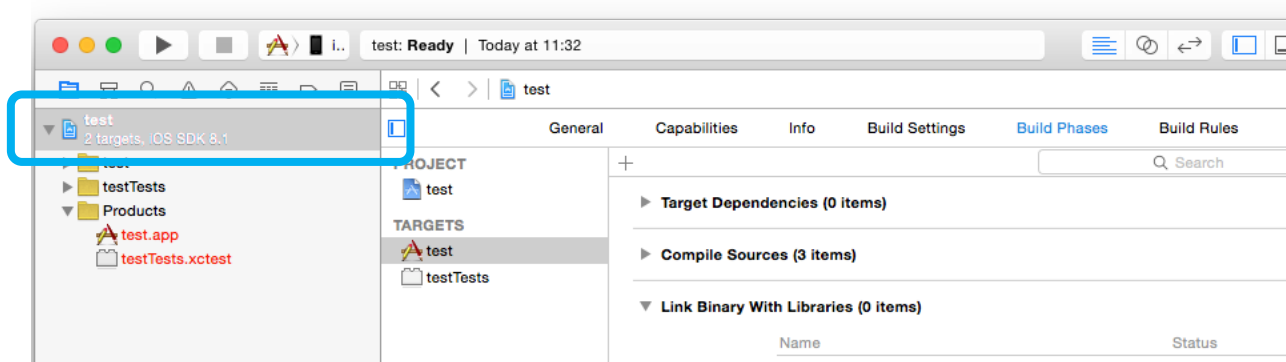 i..
test: Ready | Today at 11:32
test
test
2 targets, iOS SDK 8.1
General Capabilities Info Build Settings Build Phases Build Rules
test
testTests
Products
test.app
testTests.xctest
PROJECT
test
TARGETS
test
testTests
Search
Target Dependencies (0 items)
Compile Sources (3 items)
Link Binary With Libraries (0 items)
Name Status